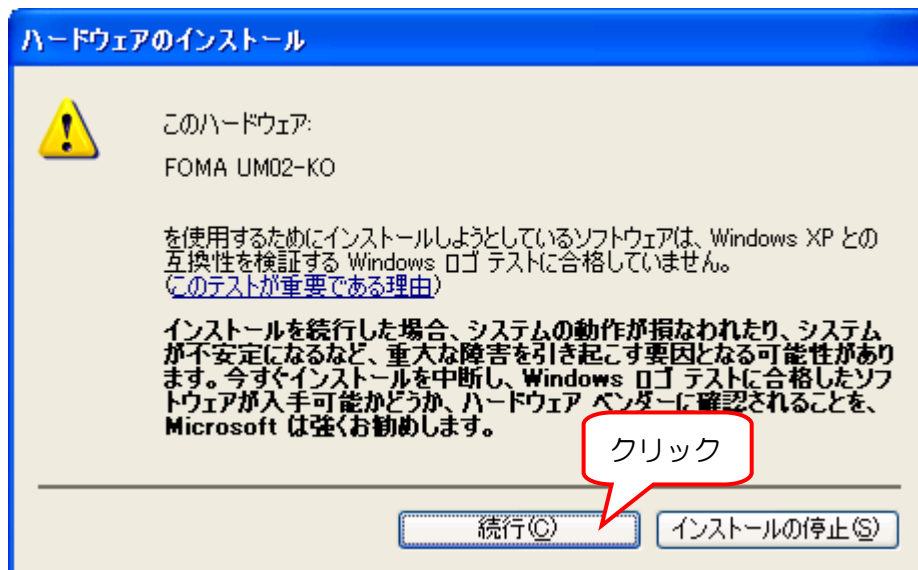 ハードウェアのインストール
このハードウェア:
FOMA UM02-KO
を使用するためにインストールしようとしているソフトウェアは、Windows XP との
互換性を検証する Windows ロゴ テストに合格していません。
(このテストが重要である理由)
インストールを続行した場合、システムの動作が損なわれたり、システム
が不安定になるなど、重大な障害を引き起こす要因となる可能性があり
ます。今すぐインストールを中断し、Windows ロゴ テストに合格したソフ
トウェアが入手可能かどうか、ハードウェア ベンダーに確認されることを、
Microsoft は強くお勧めします。
クリック
続行(C)
インストールの停止(S)